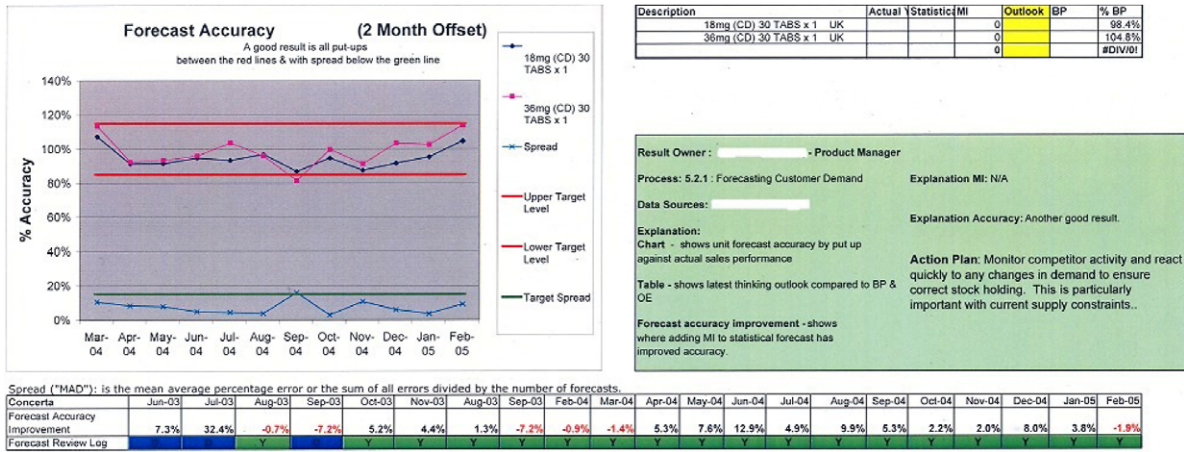 Forecast Accuracy (2 Month Offset)
A good result is all put-ups
between the red lines & with spread below the green line
140%
120%
100%
80%
60%
40%
20%
0%
% Accuracy
Mar- Apr- May- Jun- Jul- Aug- Sep- Oct- Nov- Dec- Jan- Feb-
04 04 04 04 04 04 04 04 04 04 05 05
18mg (CD) 30
TABS x 1
36mg (CD) 30
TABS x 1
Spread
Upper Target
Level
Lower Target
Level
Target Spread
Description Actual Y Statistica MI Outlook BP % BP
18mg (CD) 30 TABS x 1 UK 0 98.4%
36mg (CD) 30 TABS x 1 UK 0 104.8%
0 #DIV/0!
Result Owner : - Product Manager
Process: 5.2.1 : Forecasting Customer Demand
Data Sources:
Explanation:
Chart - shows unit forecast accuracy by put up
against actual sales performance
Table - shows latest thinking outlook compared to BP &
OE
Forecast accuracy improvement - shows
where adding MI to statistical forecast has
improved accuracy.
Explanation MI: N/A
Explanation Accuracy: Another good result.
Action Plan: Monitor competitor activity and react
quickly to any changes in demand to ensure
correct stock holding. This is particularly
important with current supply constraints..
Spread ("MAD"): is the mean average percentage error or the sum of all errors divided by the number of forecasts.
Concerta Jun-03 Jul-03 Aug-03 Sep-03 Oct-03 Nov-03 Aug-03 Sep-03 Feb-04 Mar-04 Apr-04 May-04 Jun-04 Jul-04 Aug-04 Sep-04 Oct-04 Nov-04 Dec-04 Jan-05 Feb-05
Forecast Accuracy
Improvement 7.3% 32.4% -0.7% -7.2% 5.2% 4.4% 1.3% -7.2% -0.9% -1.4% 5.3% 7.6% 12.9% 4.9% 9.9% 5.3% 2.2% 2.0% 8.0% 3.8% -1.9%
Forecast Review Log Y Y Y Y Y Y Y Y Y Y Y Y Y Y Y Y Y Y